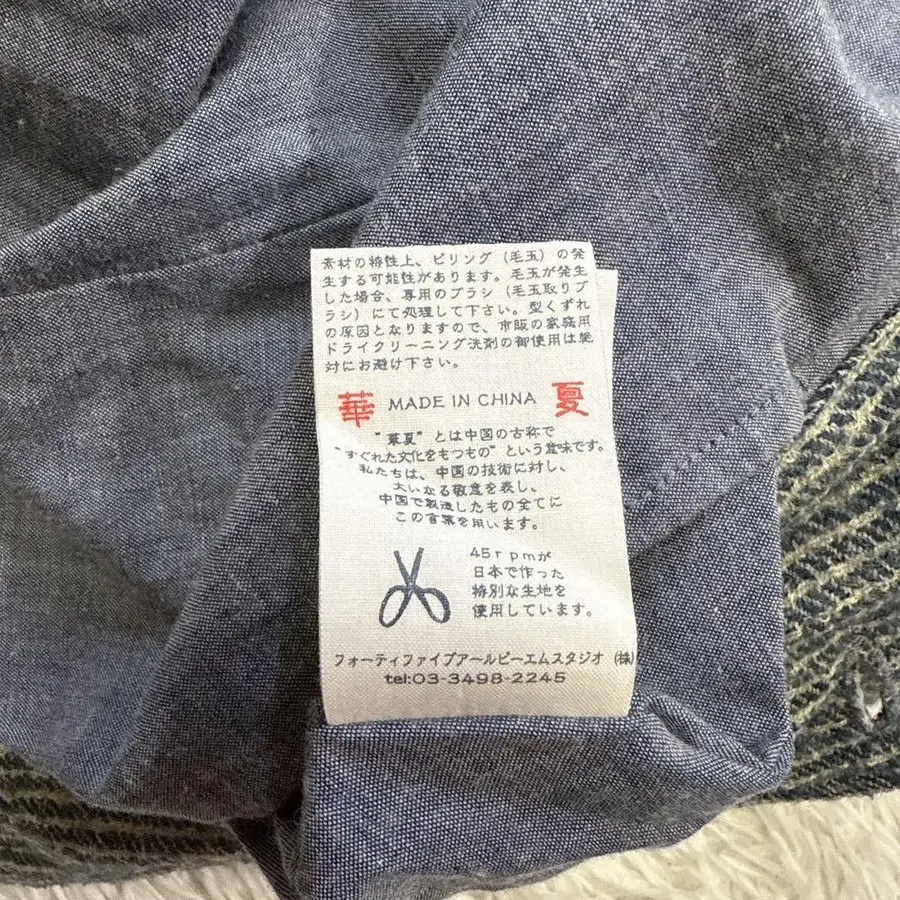 素材の特性上、ピリング（毛玉）の発
生する可能性があります。毛玉が発生
した場合、専用のブラシ（毛玉取りブ
ラシ）にて処理して下さい。型くずれ
の原因となりますので、市販の家庭用
ドライクリーニング洗剤の御使用は絶
対にお避け下さい。
華 MADE IN CHINA 夏
"華夏" とは中国の古称で
"すぐれた文化をもつもの" という意味です。
私たちは、中国の技術に対し、
大いなる敬意を表し、
中国で製造したもの全てに
この言葉を用います。
45rpmが
日本で作った
特別な生地を
使用しています。
フォーティファイブアールピーエムスタジオ（株）
tel:03-3498-2245